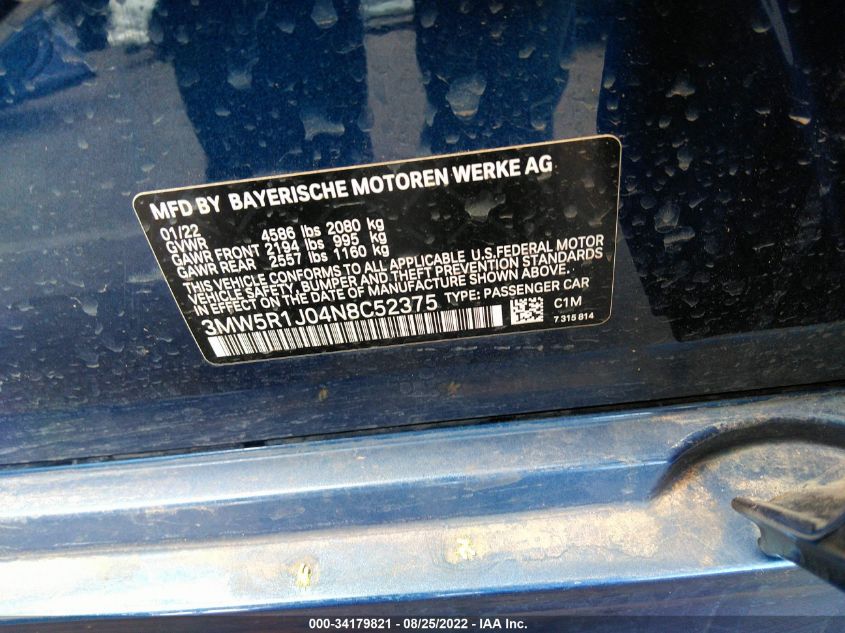 MFD BY BAYERISCHE MOTOREN WERKE AG
01/22
GVWR 4586 lbs 2080 kg
GAWR FRONT 2194 lbs 995 kg
GAWR REAR 2557 lbs 1160 kg
THIS VEHICLE CONFORMS TO ALL APPLICABLE U.S.FEDERAL MOTOR
VEHICLE SAFETY, BUMPER, AND THEFT PREVENTION STANDARDS
IN EFFECT ON THE DATE OF MANUFACTURE SHOWN ABOVE.
3MW5R1J04N8C52375 TYPE: PASSENGER CAR
C1M
7 315 814
000-34179821 - 08/25/2022 - IAA Inc.